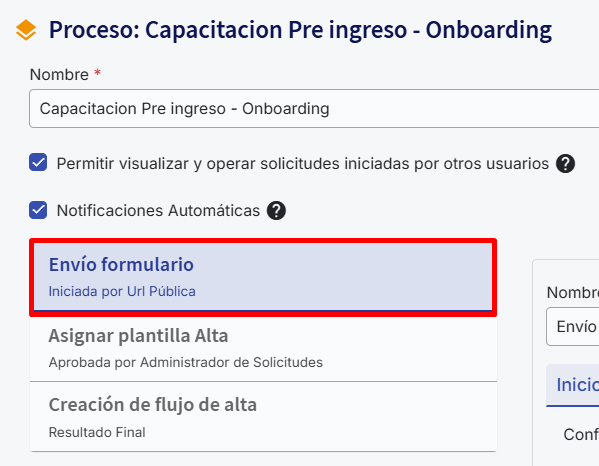 Proceso: Capacitacion Pre ingreso - Onboarding
Nombre *
Capacitacion Pre ingreso - Onboarding
Permitir visualizar y operar solicitudes iniciadas por otros usuarios ?
Notificaciones Automáticas ?
Envío formulario
Iniciada por Url Pública
Asignar plantilla Alta
Aprobada por Administrador de Solicitudes
Creación de flujo de alta
Resultado Final
Nombre
Envío
Inicio
Conf